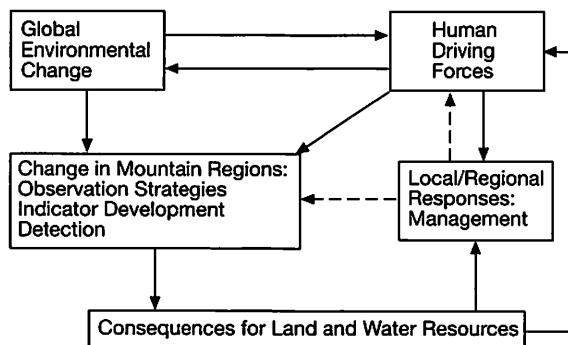 Global
Environmental
Change
Human
Driving
Forces
Change in Mountain Regions:
Observation Strategies
Indicator Development
Detection
Local/Regional
Responses:
Management
Consequences for Land and Water Resources